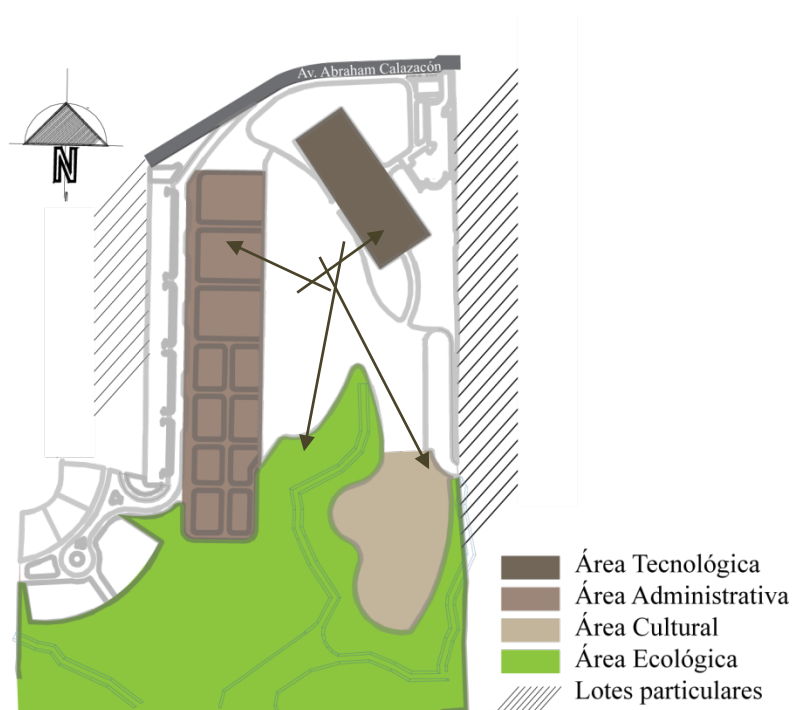 Av. Abraham Calazacón
N
Área Tecnológica
Área Administrativa
Área Cultural
Área Ecológica
Lotes particulares